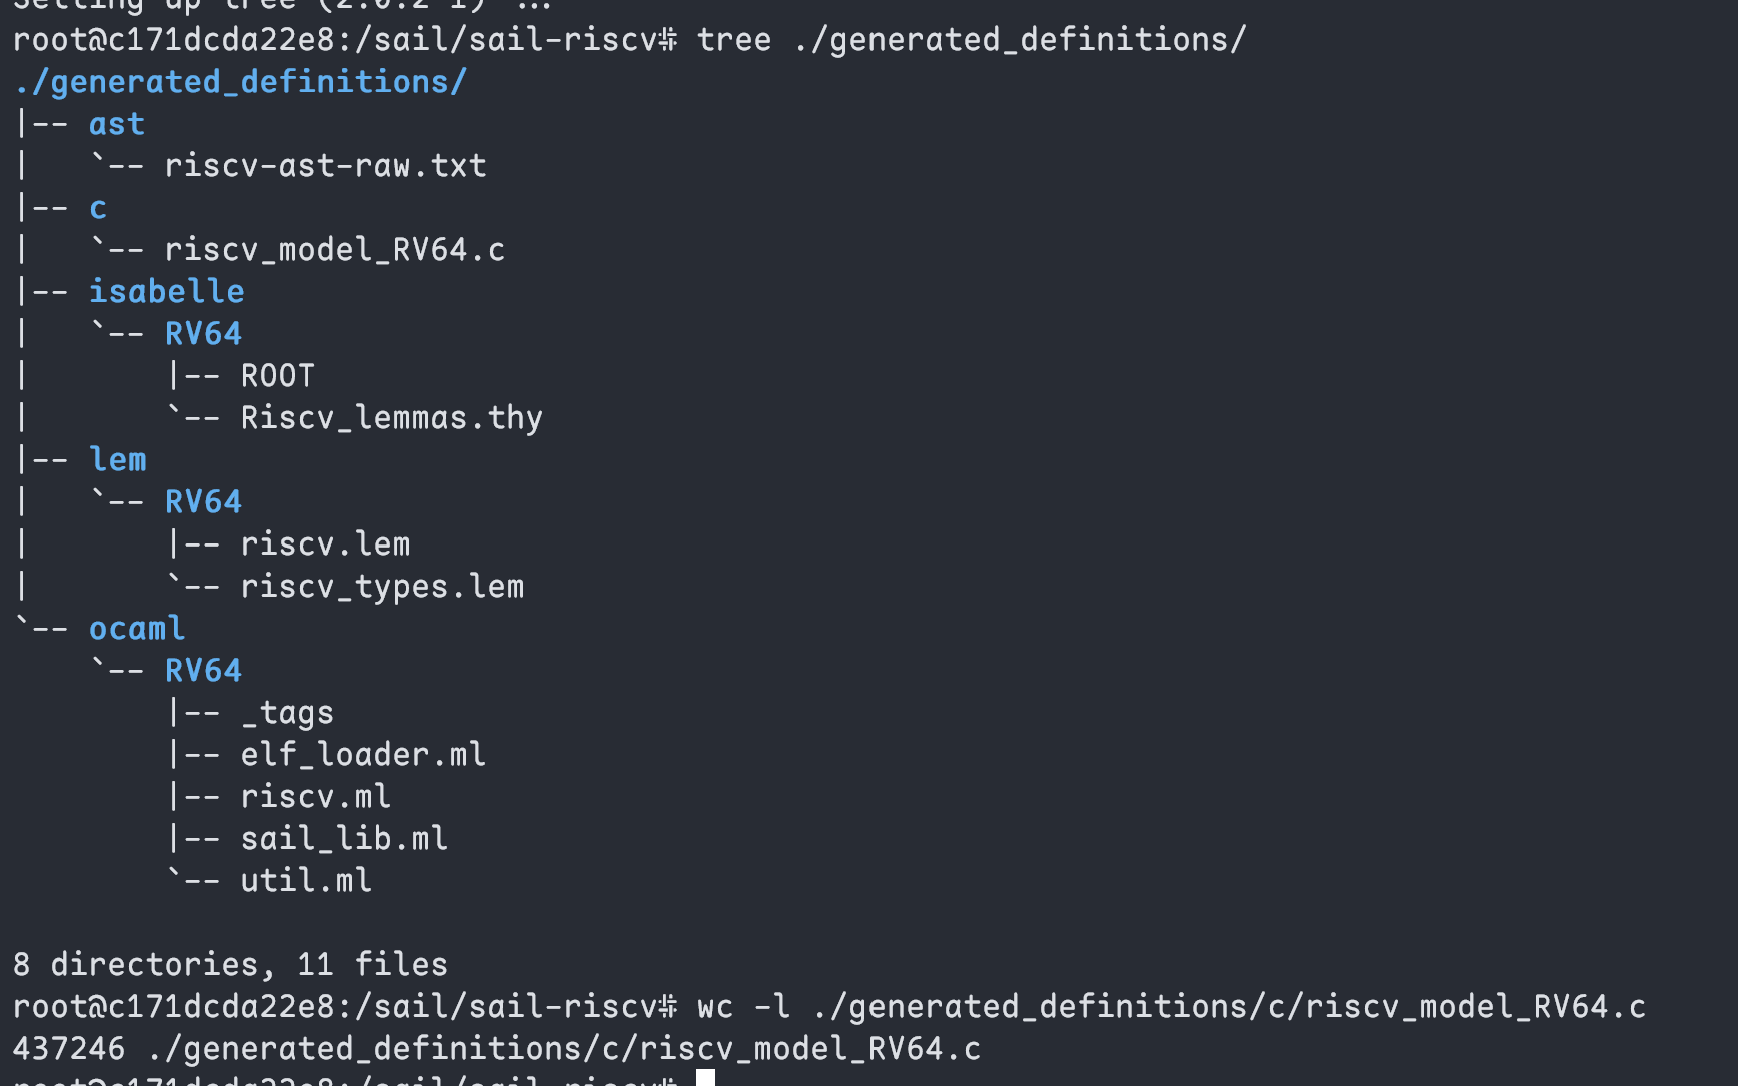 Setting up tree (2.0.2-1) ...
root@c171dcda22e8:/sail/sail-riscv# tree ./generated_definitions/
./generated_definitions/
|-- ast
|   `-- riscv-ast-raw.txt
|-- c
|   `-- riscv_model_RV64.c
|-- isabelle
|   `-- RV64
|       |-- ROOT
|       `-- Riscv_lemmas.thy
|-- lem
|   `-- RV64
|       |-- riscv.lem
|       `-- riscv_types.lem
`-- ocaml
    `-- RV64
        |-- _tags
        |-- elf_loader.ml
        |-- riscv.ml
        |-- sail_lib.ml
        `-- util.ml

8 directories, 11 files
root@c171dcda22e8:/sail/sail-riscv# wc -l ./generated_definitions/c/riscv_model_RV64.c
437246 ./generated_definitions/c/riscv_model_RV64.c
root@c171dcda22e8:/sail/sail-riscv#